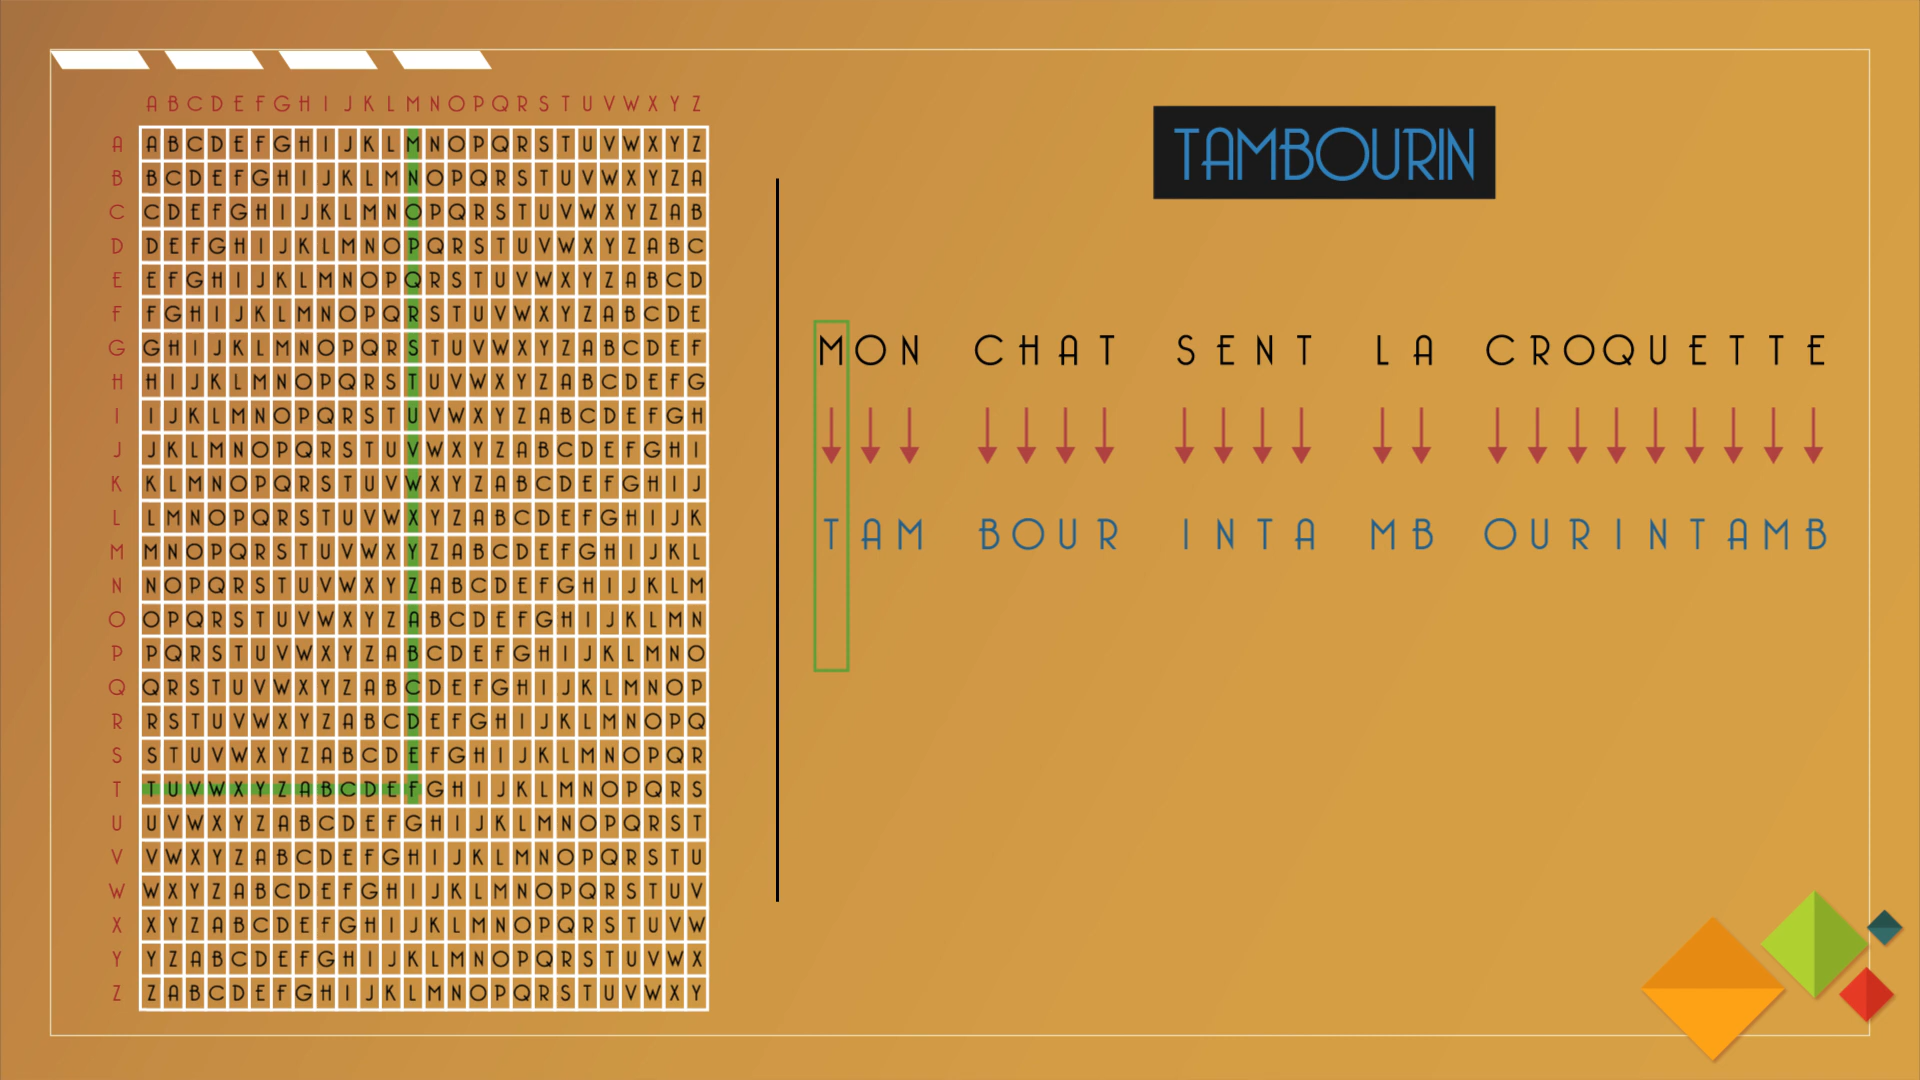 A B C D E F G H I J K L M N O P Q R S T U V W X Y Z
A A B C D E F G H I J K L M N O P Q R S T U V W X Y Z
B B C D E F G H I J K L M N O P Q R S T U V W X Y Z A
C C D E F G H I J K L M N O P Q R S T U V W X Y Z A B
D D E F G H I J K L M N O P Q R S T U V W X Y Z A B C
E E F G H I J K L M N O P Q R S T U V W X Y Z A B C D
F F G H I J K L M N O P Q R S T U V W X Y Z A B C D E
G G H I J K L M N O P Q R S T U V W X Y Z A B C D E F
H H I J K L M N O P Q R S T U V W X Y Z A B C D E F G
I I J K L M N O P Q R S T U V W X Y Z A B C D E F G H
J J K L M N O P Q R S T U V W X Y Z A B C D E F G H I
K K L M N O P Q R S T U V W X Y Z A B C D E F G H I J
L L M N O P Q R S T U V W X Y Z A B C D E F G H I J K
M M N O P Q R S T U V W X Y Z A B C D E F G H I J K L
N N O P Q R S T U V W X Y Z A B C D E F G H I J K L M
O O P Q R S T U V W X Y Z A B C D E F G H I J K L M N
P P Q R S T U V W X Y Z A B C D E F G H I J K L M N O
Q Q R S T U V W X Y Z A B C D E F G H I J K L M N O P
R R S T U V W X Y Z A B C D E F G H I J K L M N O P Q
S S T U V W X Y Z A B C D E F G H I J K L M N O P Q R
T T U V W X Y Z A B C D E F G H I J K L M N O P Q R S
U U V W X Y Z A B C D E F G H I J K L M N O P Q R S T
V V W X Y Z A B C D E F G H I J K L M N O P Q R S T U
W W X Y Z A B C D E F G H I J K L M N O P Q R S T U V
X X Y Z A B C D E F G H I J K L M N O P Q R S T U V W
Y Y Z A B C D E F G H I J K L M N O P Q R S T U V W X
Z Z A B C D E F G H I J K L M N O P Q R S T U V W X Y
TAMBOURIN
MON CHAT SENT LA CROQUETTE
TAM BOUR INTA MB OURINTAMB